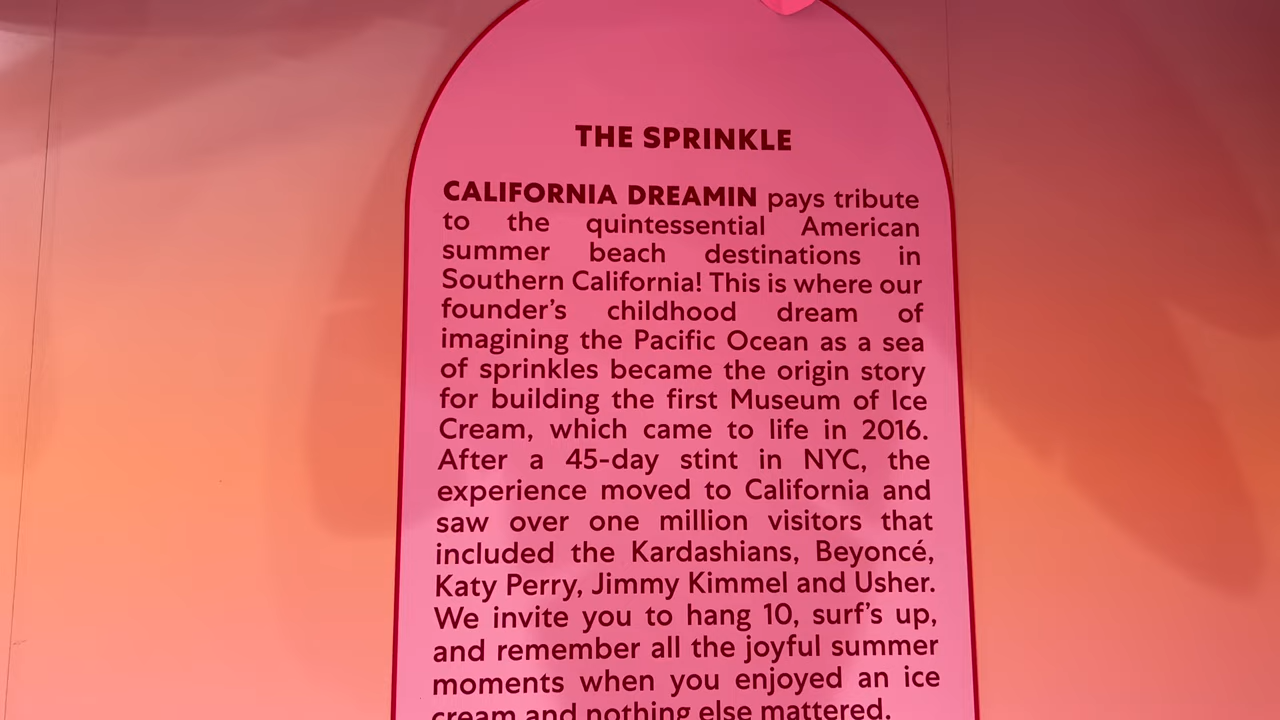 THE SPRINKLE
CALIFORNIA DREAMIN pays tribute
to the quintessential American
summer beach destinations in
Southern California! This is where our
founder's childhood dream of
imagining the Pacific Ocean as a sea
of sprinkles became the origin story
for building the first Museum of Ice
Cream, which came to life in 2016.
After a 45-day stint in NYC, the
experience moved to California and
saw over one million visitors that
included the Kardashians, Beyoncé,
Katy Perry, Jimmy Kimmel and Usher.
We invite you to hang 10, surf's up,
and remember all the joyful summer
moments when you enjoyed an ice
cream and nothing else mattered.